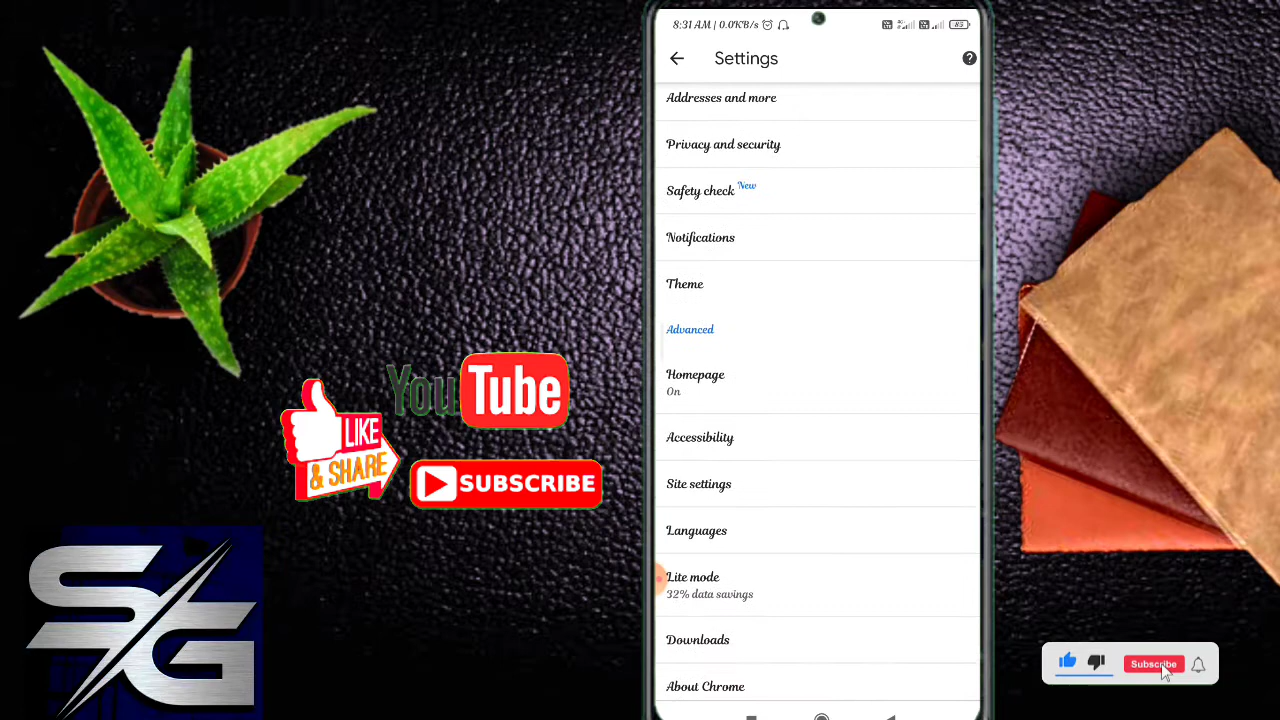 8:31 AM | 0.0KB/s
85
Settings
Addresses and more
Privacy and security
Safety check New
Notifications
Theme
Advanced
Homepage
On
Accessibility
Site settings
Languages
Lite mode
32% data savings
Downloads
About Chrome
YouTube
LIKE
& SHARE
SUBSCRIBE
SG
Subscribe